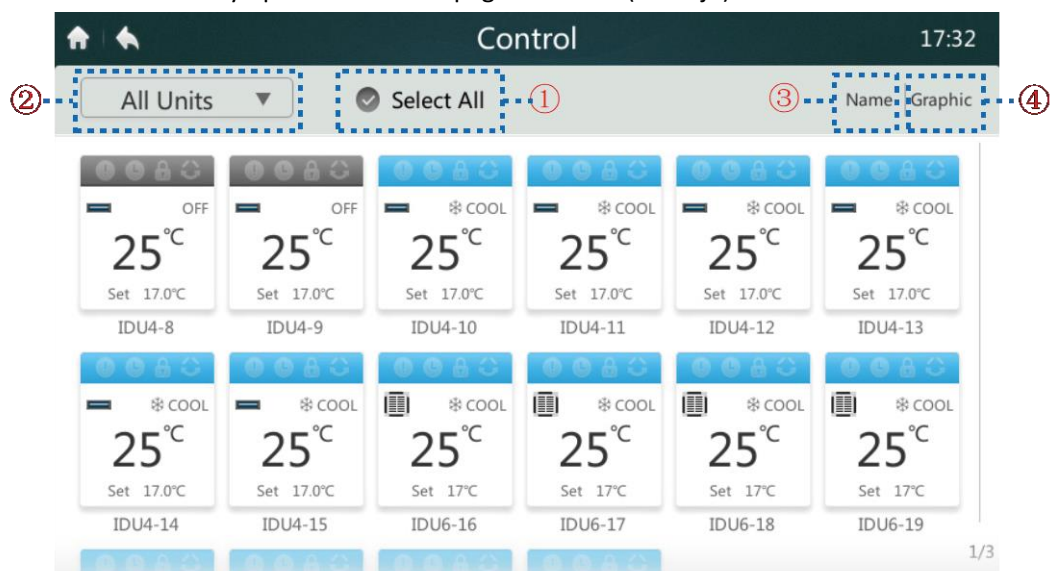 Control 17:32
② All Units ▼ Select All ① ③ Name Graphic ④
OFF OFF ❄ COOL ❄ COOL ❄ COOL ❄ COOL
25℃ 25℃ 25℃ 25℃ 25℃ 25℃
Set 17.0℃ Set 17.0℃ Set 17.0℃ Set 17.0℃ Set 17.0℃ Set 17.0℃
IDU4-8 IDU4-9 IDU4-10 IDU4-11 IDU4-12 IDU4-13
❄ COOL ❄ COOL ❄ COOL ❄ COOL ❄ COOL ❄ COOL
25℃ 25℃ 25℃ 25℃ 25℃ 25℃
Set 17.0℃ Set 17.0℃ Set 17℃ Set 17℃ Set 17℃ Set 17℃
IDU4-14 IDU4-15 IDU6-16 IDU6-17 IDU6-18 IDU6-19
1/3